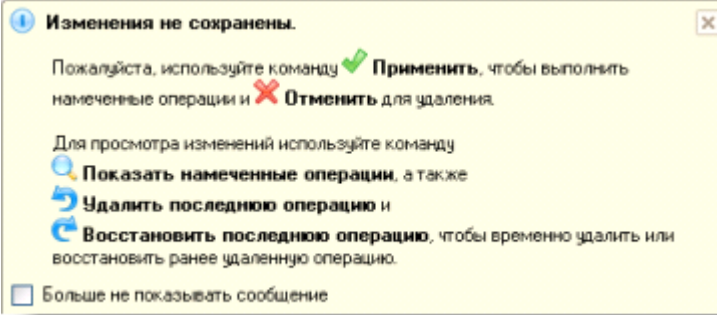 Изменения не сохранены.
Пожалуйста, используйте команду Применить, чтобы выполнить
намеченные операции и Отменить для удаления.
Для просмотра изменений используйте команду
Показать намеченные операции, а также
Удалить последнюю операцию и
Восстановить последнюю операцию, чтобы временно удалить или
восстановить ранее удаленную операцию.
Больше не показывать сообщение